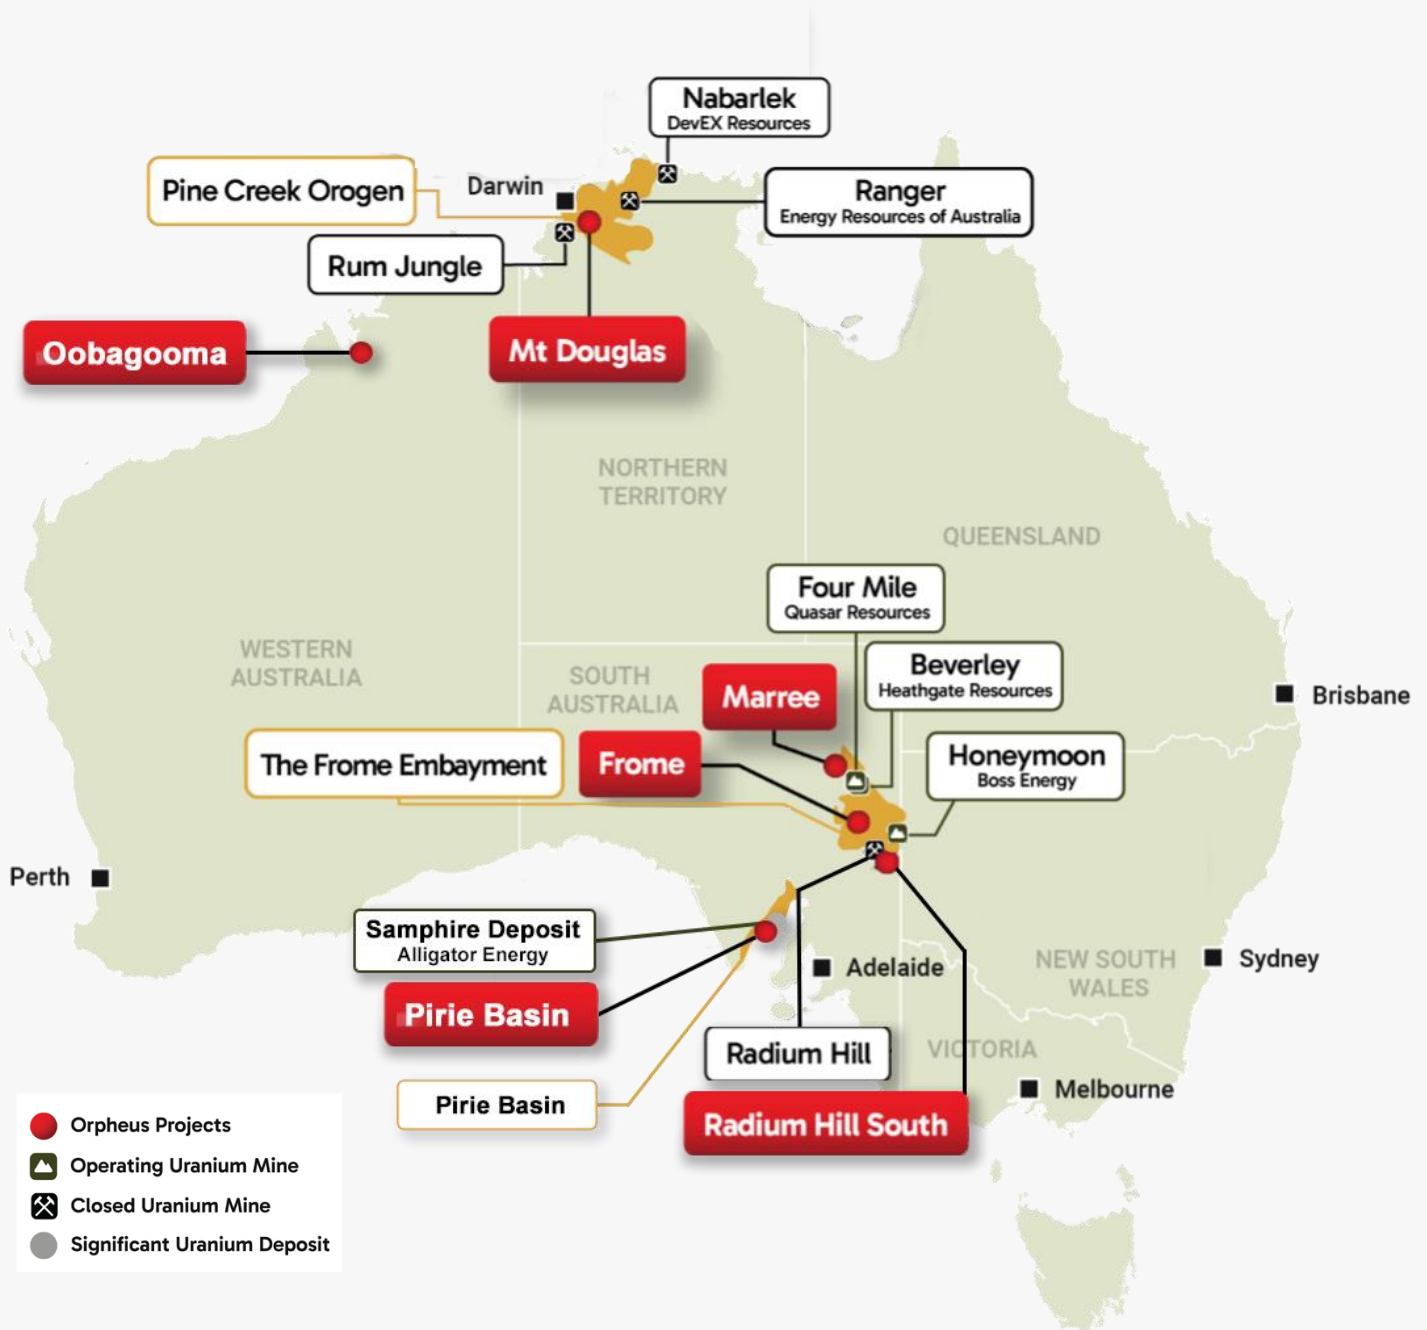 Nabarlek
DevEX Resources
Pine Creek Orogen
Darwin
Ranger
Energy Resources of Australia
Rum Jungle
Oobagooma
Mt Douglas
NORTHERN
TERRITORY
QUEENSLAND
Four Mile
Quasar Resources
WESTERN
AUSTRALIA
SOUTH
AUSTRALIA
Marree
Beverley
Heathgate Resources
Brisbane
The Frome Embayment
Frome
Honeymoon
Boss Energy
Perth
Samphire Deposit
Alligator Energy
Adelaide
NEW SOUTH
WALES
Sydney
Pirie Basin
Radium Hill
VICTORIA
Melbourne
Pirie Basin
Radium Hill South
Orpheus Projects
Operating Uranium Mine
Closed Uranium Mine
Significant Uranium Deposit